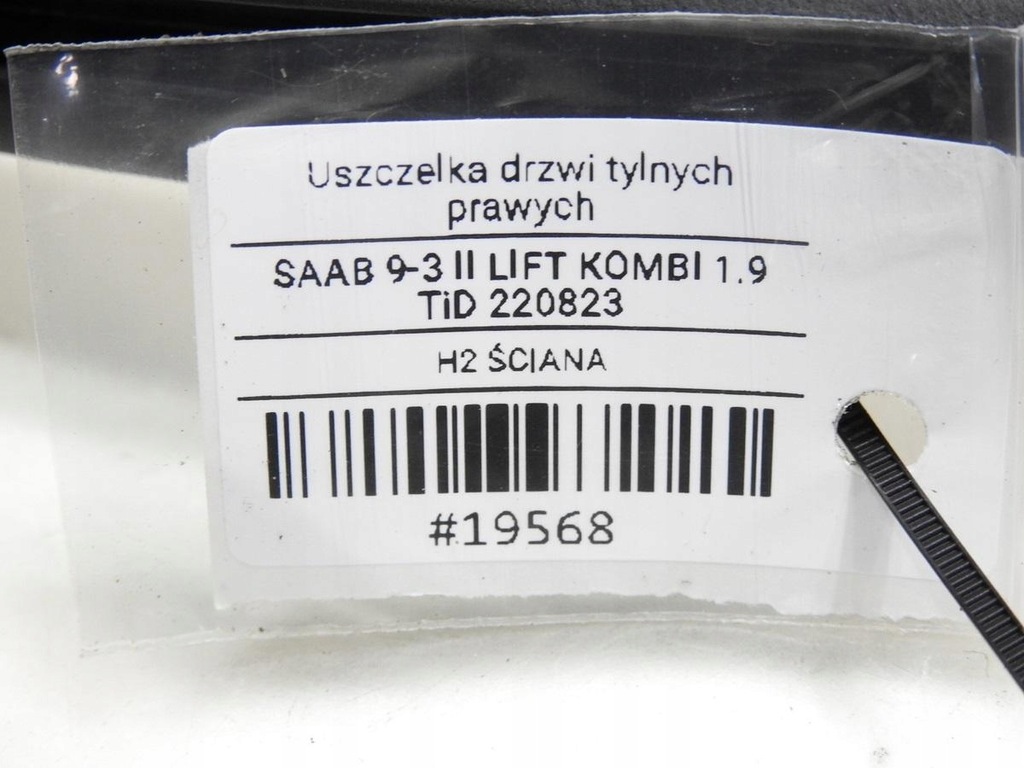 Uszczelka drzwi tylnych
prawych
SAAB 9-3 II LIFT KOMBI 1.9
TiD 220823
H2 ŚCIANA
#19568